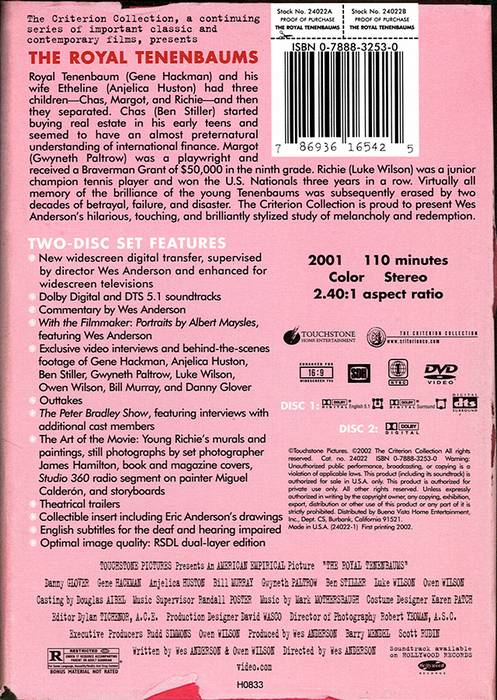 The Criterion Collection, a continuing
series of important classic and
contemporary films, presents
THE ROYAL TENENBAUMS
Stock No. 24022A
PROOF OF PURCHASE
THE ROYAL TENENBAUMS
Stock No. 24022B
PROOF OF PURCHASE
THE ROYAL TENENBAUMS
ISBN 0-7888-3253-0
7 86936 16542 5
Royal Tenenbaum (Gene Hackman) and his
wife Etheline (Anjelica Huston) had three
children—Chas, Margot, and Richie—and then
they separated. Chas (Ben Stiller) started
buying real estate in his early teens and
seemed to have an almost preternatural
understanding of international finance. Margot
(Gwyneth Paltrow) was a playwright and
received a Braverman Grant of $50,000 in the ninth grade. Richie (Luke Wilson) was a junior
champion tennis player and won the U.S. Nationals three years in a row. Virtually all
memory of the brilliance of the young Tenenbaums was subsequently erased by two
decades of betrayal, failure, and disaster. The Criterion Collection is proud to present Wes
Anderson's hilarious, touching, and brilliantly stylized study of melancholy and redemption.
TWO-DISC SET FEATURES
New widescreen digital transfer, supervised
by director Wes Anderson and enhanced for
widescreen televisions
Dolby Digital and DTS 5.1 soundtracks
Commentary by Wes Anderson
With the Filmmaker: Portraits by Albert Maysles,
featuring Wes Anderson
Exclusive video interviews and behind-the-scenes
footage of Gene Hackman, Anjelica Huston,
Ben Stiller, Gwyneth Paltrow, Luke Wilson,
Owen Wilson, Bill Murray, and Danny Glover
Outtakes
The Peter Bradley Show, featuring interviews with
additional cast members
The Art of the Movie: Young Richie's murals and
paintings, still photographs by set photographer
James Hamilton, book and magazine covers,
Studio 360 radio segment on painter Miguel
Calderón, and storyboards
Theatrical trailers
Collectible insert including Eric Anderson's drawings
English subtitles for the deaf and hearing impaired
Optimal image quality: RSDL dual-layer edition
2001 110 minutes
Color Stereo
2.40:1 aspect ratio
TOUCHSTONE
HOME ENTERTAINMENT
THE CRITERION COLLECTION
www.criterionco.com
ENHANCED FOR
16:9
WIDESCREEN TVS
DVD
VIDEO
DISC 1: DOLBY DIGITAL English 5.1 DOLBY DIGITAL Surround DIGITAL dts SURROUND
DISC 2: DOLBY DIGITAL
©Touchstone Pictures. ©2002 The Criterion Collection All rights
reserved. Cat. no. 24022 ISBN 0-7888-3253-0 Warning:
Unauthorized public performance, broadcasting, or copying is a
violation of applicable laws. This product (including its soundtrack) is
authorized for sale in U.S.A. only. This product is authorized for
private use only. All other rights reserved. Unless expressly
authorized in writing by the copyright owner, any copying, exhibition,
export, distribution or other use of this product or any part of it is
strictly prohibited. Distributed by Buena Vista Home Entertainment,
Inc., Dept. CS, Burbank, California 91521.
Made in U.S.A. (24022-1) First printing 2002.
TOUCHSTONE PICTURES Presents An AMERICAN EMPIRICAL Picture "THE ROYAL TENENBAUMS"
Danny GLOVER Gene HACKMAN Anjelica HUSTON Bill MURRAY Gwyneth PALTROW Ben STILLER Luke WILSON Owen WILSON
Casting by Douglas AIBEL Music Supervisor Randall POSTER Music by Mark MOTHERSBAUGH Costume Designer Karen PATCH
Editor Dylan TICHENOR, A.C.E. Production Designer David WASCO Director of Photography Robert YEOMAN, A.S.C.
Executive Producers Rudd SIMMONS Owen WILSON Produced by Wes ANDERSON Barry MENDEL Scott RUDIN
Written by Wes ANDERSON & Owen WILSON Directed by Wes ANDERSON
R RESTRICTED
UNDER 17 REQUIRES ACCOMPANYING
PARENT OR ADULT GUARDIAN
BONUS MATERIAL NOT RATED
video.com
Soundtrack available
on HOLLYWOOD RECORDS
Hollywood
RECORDS
H0833